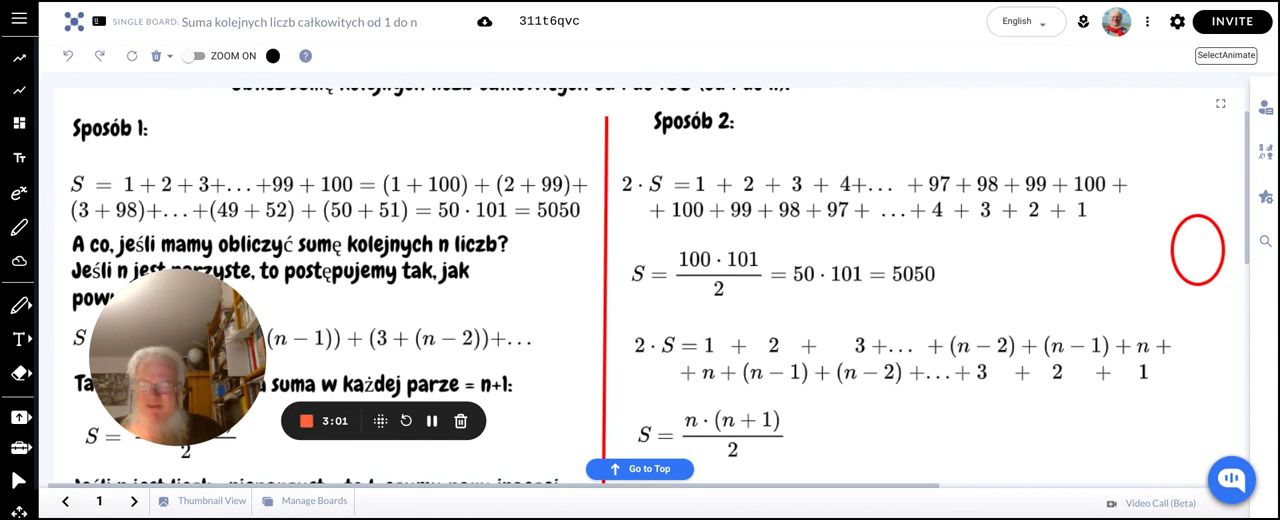 SINGLE BOARD: Suma kolejnych liczb całkowitych od 1 do n
311t6qvc
English
INVITE
ZOOM ON
SelectAnimate
Sposób 1:
S = 1 + 2 + 3+. . . +99 + 100 = (1 + 100) + (2 + 99)+
(3 + 98)+. . . +(49 + 52) + (50 + 51) = 50 · 101 = 5050
A co, jeśli mamy obliczyć sumę kolejnych n liczb?
Jeśli n jest parzyste, to postępujemy tak, jak
S (n − 1)) + (3 + (n − 2))+. . .
suma w każdej parze = n+1:
S =
2
3:01
Sposób 2:
2 · S = 1 + 2 + 3 + 4+. . . + 97 + 98 + 99 + 100 +
+ 100 + 99 + 98 + 97 + . . . + 4 + 3 + 2 + 1
S = 100 · 101 / 2 = 50 · 101 = 5050
2 · S = 1 + 2 + 3 +. . . + (n − 2) + (n − 1) + n +
+ n + (n − 1) + (n − 2) +. . . + 3 + 2 + 1
S = n · (n + 1) / 2
Go to Top
1
Thumbnail View
Manage Boards
Video Call (Beta)